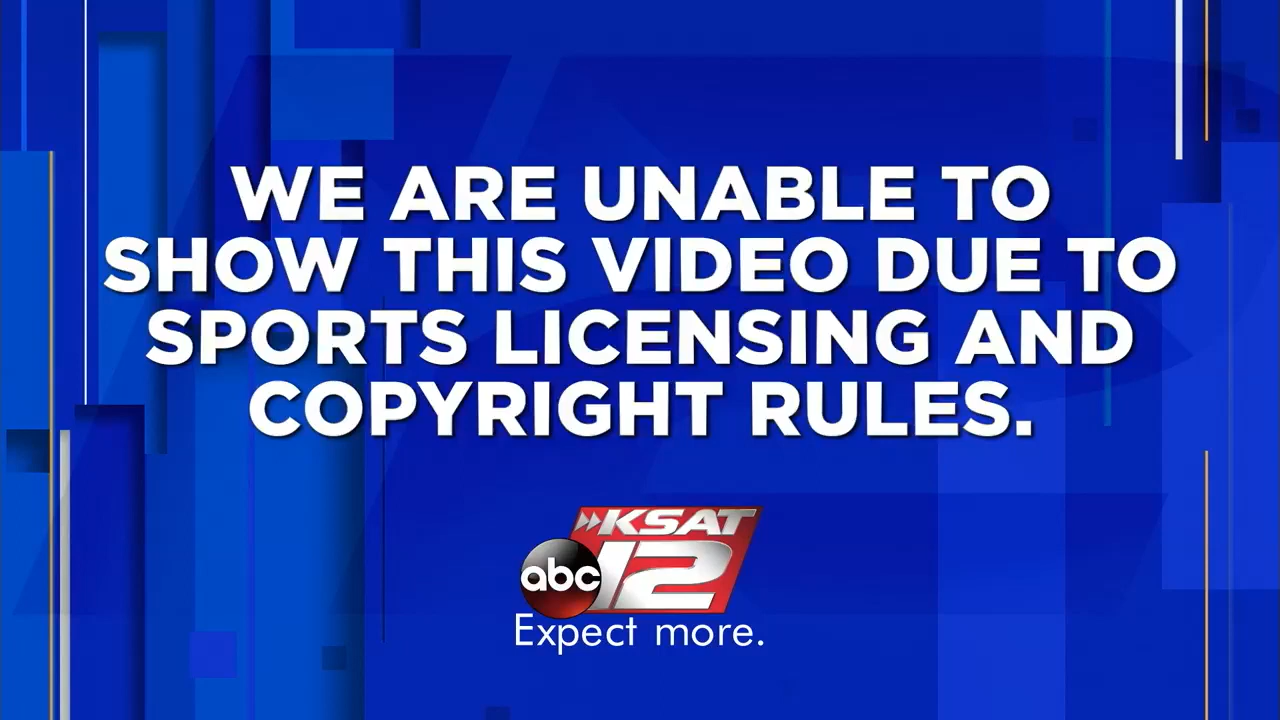 WE ARE UNABLE TO
SHOW THIS VIDEO DUE TO
SPORTS LICENSING AND
COPYRIGHT RULES.
KSAT
abc 12
Expect more.